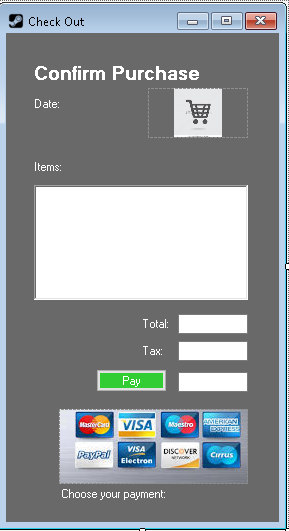 Check Out
Confirm Purchase
Date:
Items:
Total:
Tax:
Pay
MasterCard VISA Maestro AMERICAN EXPRESS
PayPal VISA Electron DISCOVER NETWORK Cirrus
Choose your payment: